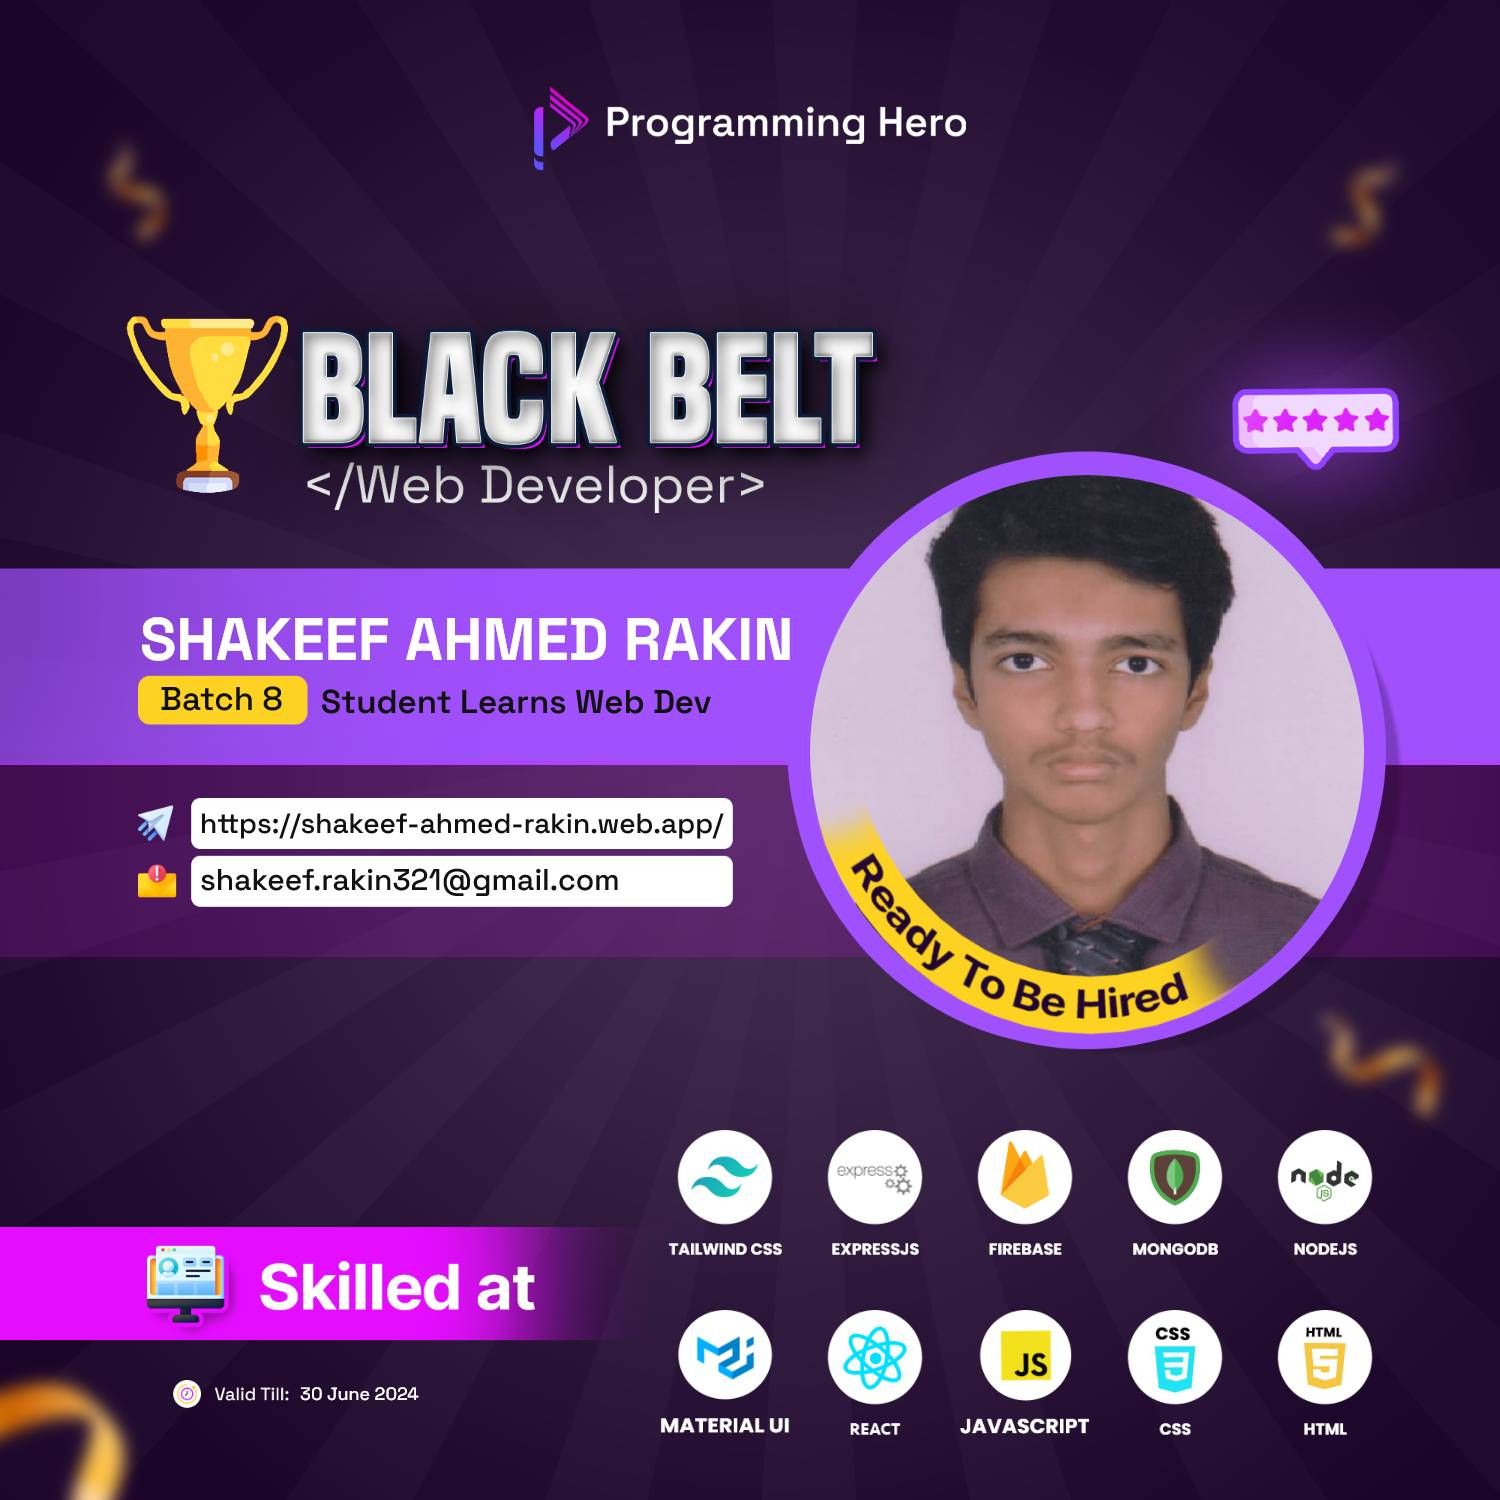 Programming Hero
BLACK BELT
</Web Developer>
SHAKEEF AHMED RAKIN
Batch 8 Student Learns Web Dev
https://shakeef-ahmed-rakin.web.app/
shakeef.rakin321@gmail.com
Ready To Be Hired
express
node
JS
TAILWIND CSS EXPRESSJS FIREBASE MONGODB NODEJS
Skilled at
JS
CSS
3
HTML
5
MATERIAL UI REACT JAVASCRIPT CSS HTML
Valid Till: 30 June 2024